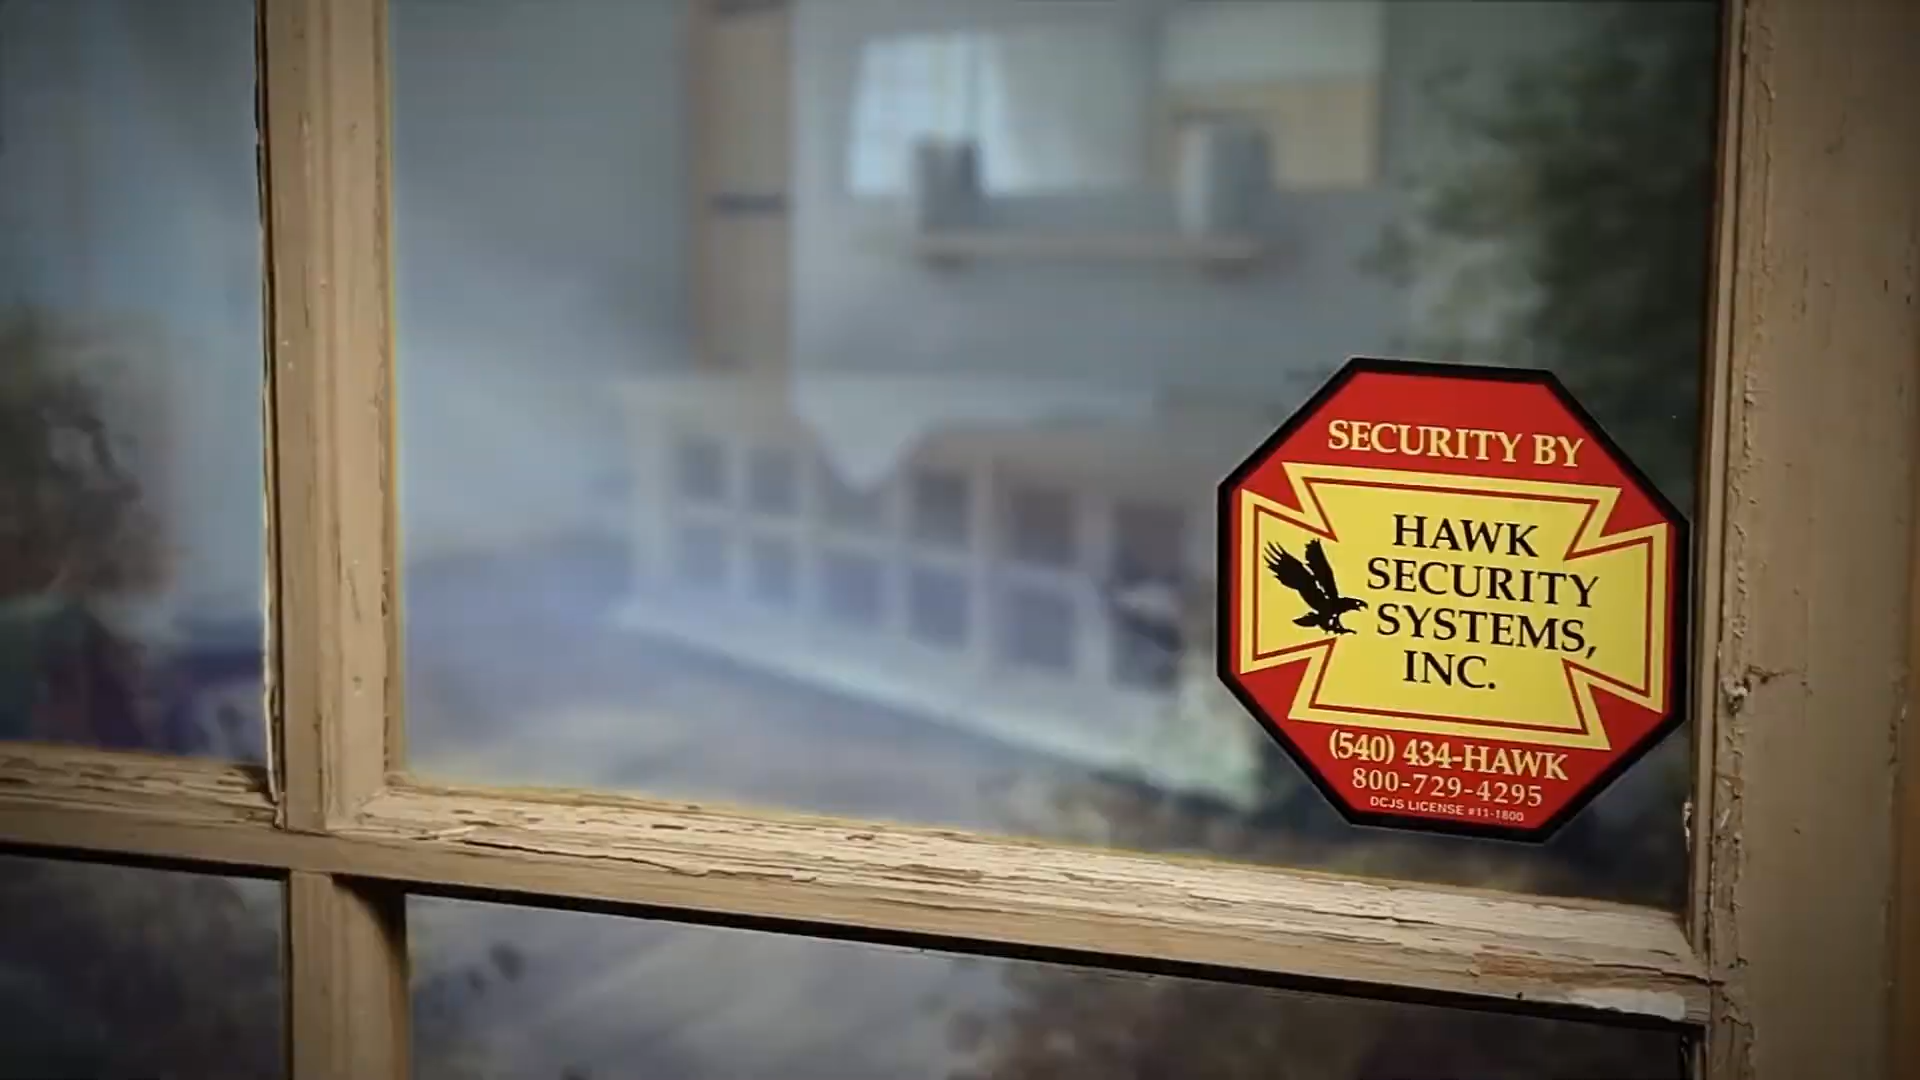 SECURITY BY
HAWK
SECURITY
SYSTEMS,
INC.
(540) 434-HAWK
800-729-4295
DCJS LICENSE #11-1800